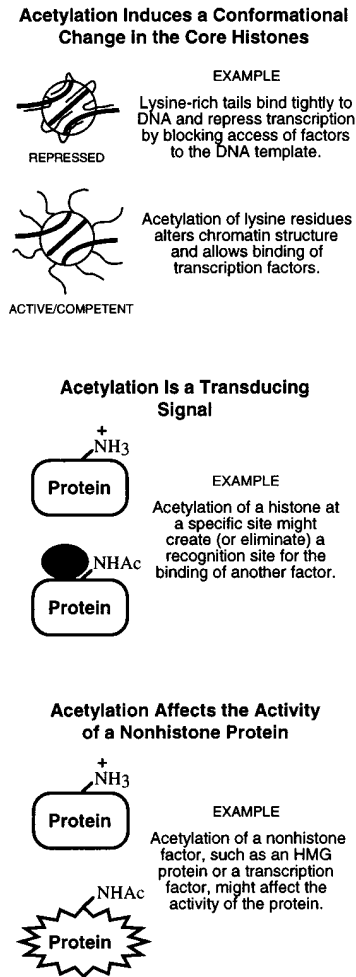 Acetylation Induces a Conformational
Change in the Core Histones
EXAMPLE
Lysine-rich tails bind tightly to
DNA and repress transcription
by blocking access of factors
to the DNA template.
REPRESSED
Acetylation of lysine residues
alters chromatin structure
and allows binding of
transcription factors.
ACTIVE/COMPETENT
Acetylation Is a Transducing
Signal
+
NH3
Protein
EXAMPLE
Acetylation of a histone at
a specific site might
create (or eliminate) a
recognition site for the
binding of another factor.
NHAc
Protein
Acetylation Affects the Activity
of a Nonhistone Protein
+
NH3
Protein
EXAMPLE
Acetylation of a nonhistone
factor, such as an HMG
protein or a transcription
factor, might affect the
activity of the protein.
NHAc
Protein